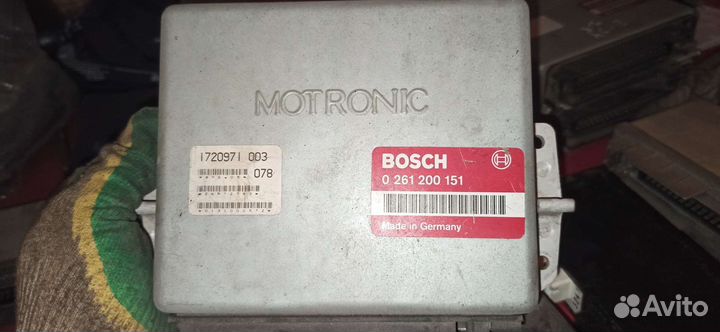 MOTRONIC
1720971 003
078
BOSCH
0 261 200 151
Made in Germany
Avito